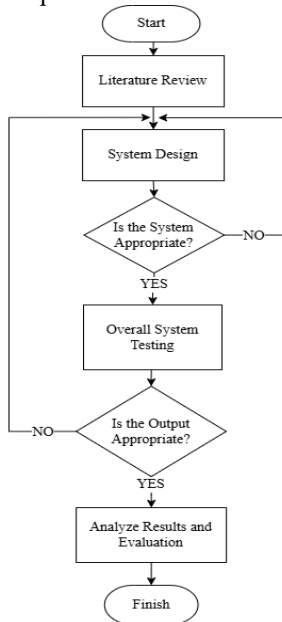 Start
Literature Review
System Design
Is the System
Appropriate?
NO
YES
Overall System
Testing
Is the Output
Appropriate?
NO
YES
Analyze Results and
Evaluation
Finish